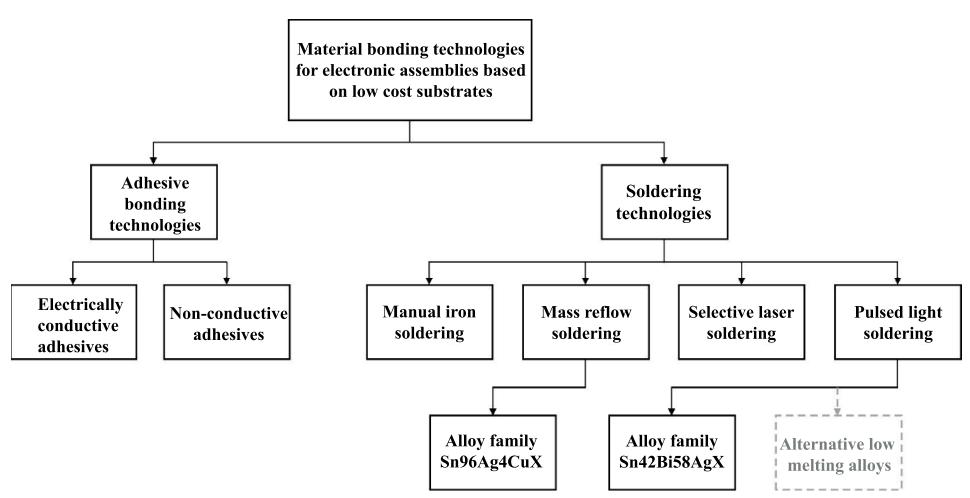 Material bonding technologies
for electronic assemblies based
on low cost substrates
Adhesive
bonding
technologies
Soldering
technologies
Electrically
conductive
adhesives
Non-conductive
adhesives
Manual iron
soldering
Mass reflow
soldering
Selective laser
soldering
Pulsed light
soldering
Alloy family
Sn96Ag4CuX
Alloy family
Sn42Bi58AgX
Alternative low
melting alloys